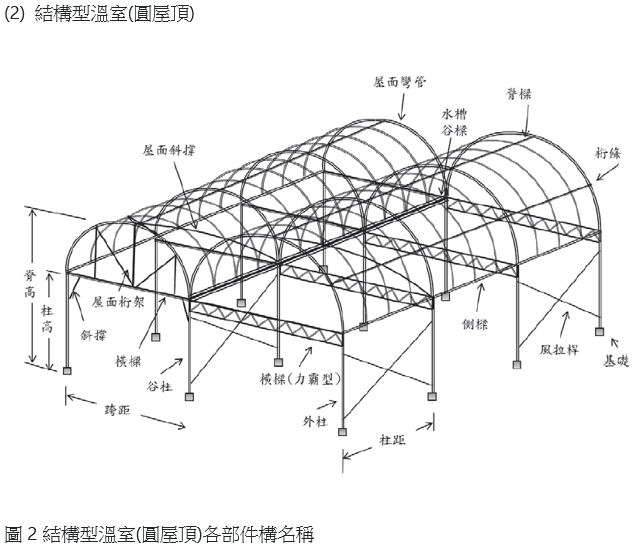 (2) 結構型溫室(圓屋頂)
屋面彎管
脊樑
水槽
谷樑
屋面斜撐
桁條
脊高
柱高
屋面桁架
斜撐
橫樑
谷柱
橫樑(力霸型)
側樑
風拉桿
基礎
跨距
外柱
柱距
圖 2 結構型溫室(圓屋頂)各部件構名稱